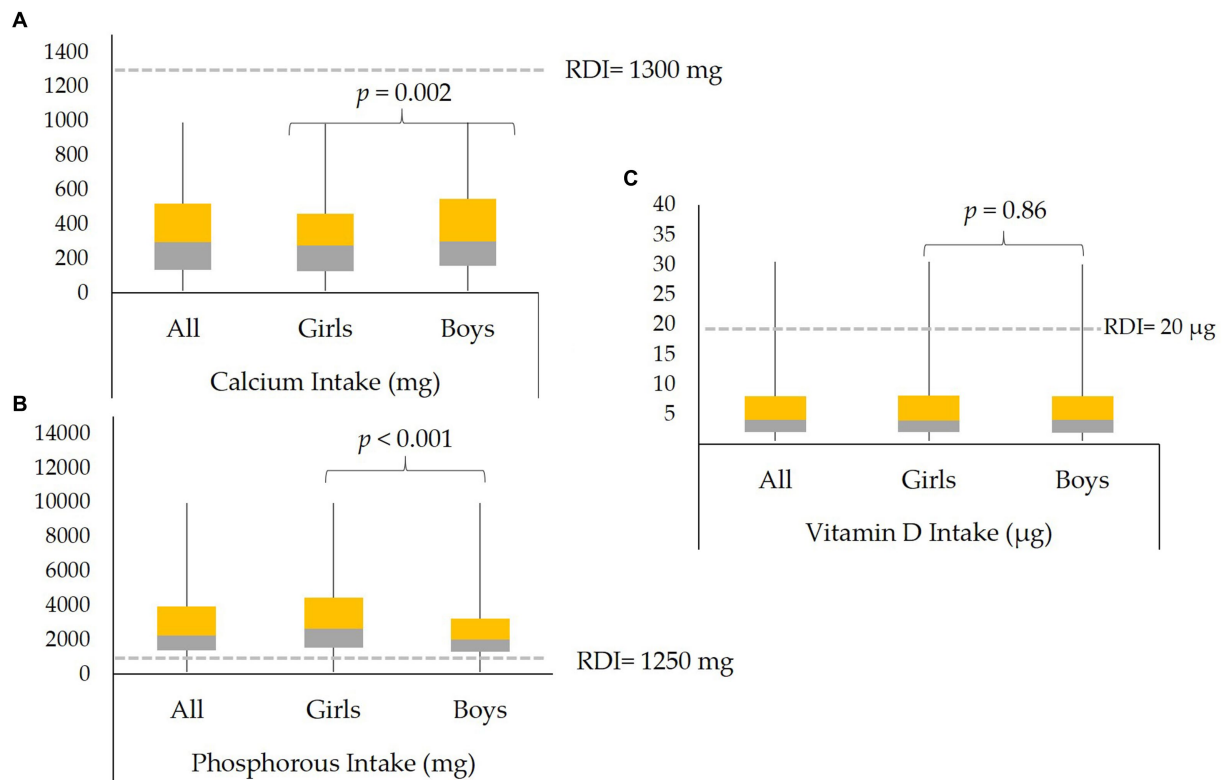 A
1400
1200
1000
800
600
400
200
0
RDI= 1300 mg
p = 0.002
All Girls Boys
Calcium Intake (mg)
B
14000
12000
10000
8000
6000
4000
2000
0
p < 0.001
RDI= 1250 mg
All Girls Boys
Phosphorous Intake (mg)
C
40
35
30
25
20
15
10
5
p = 0.86
RDI= 20 µg
All Girls Boys
Vitamin D Intake (µg)